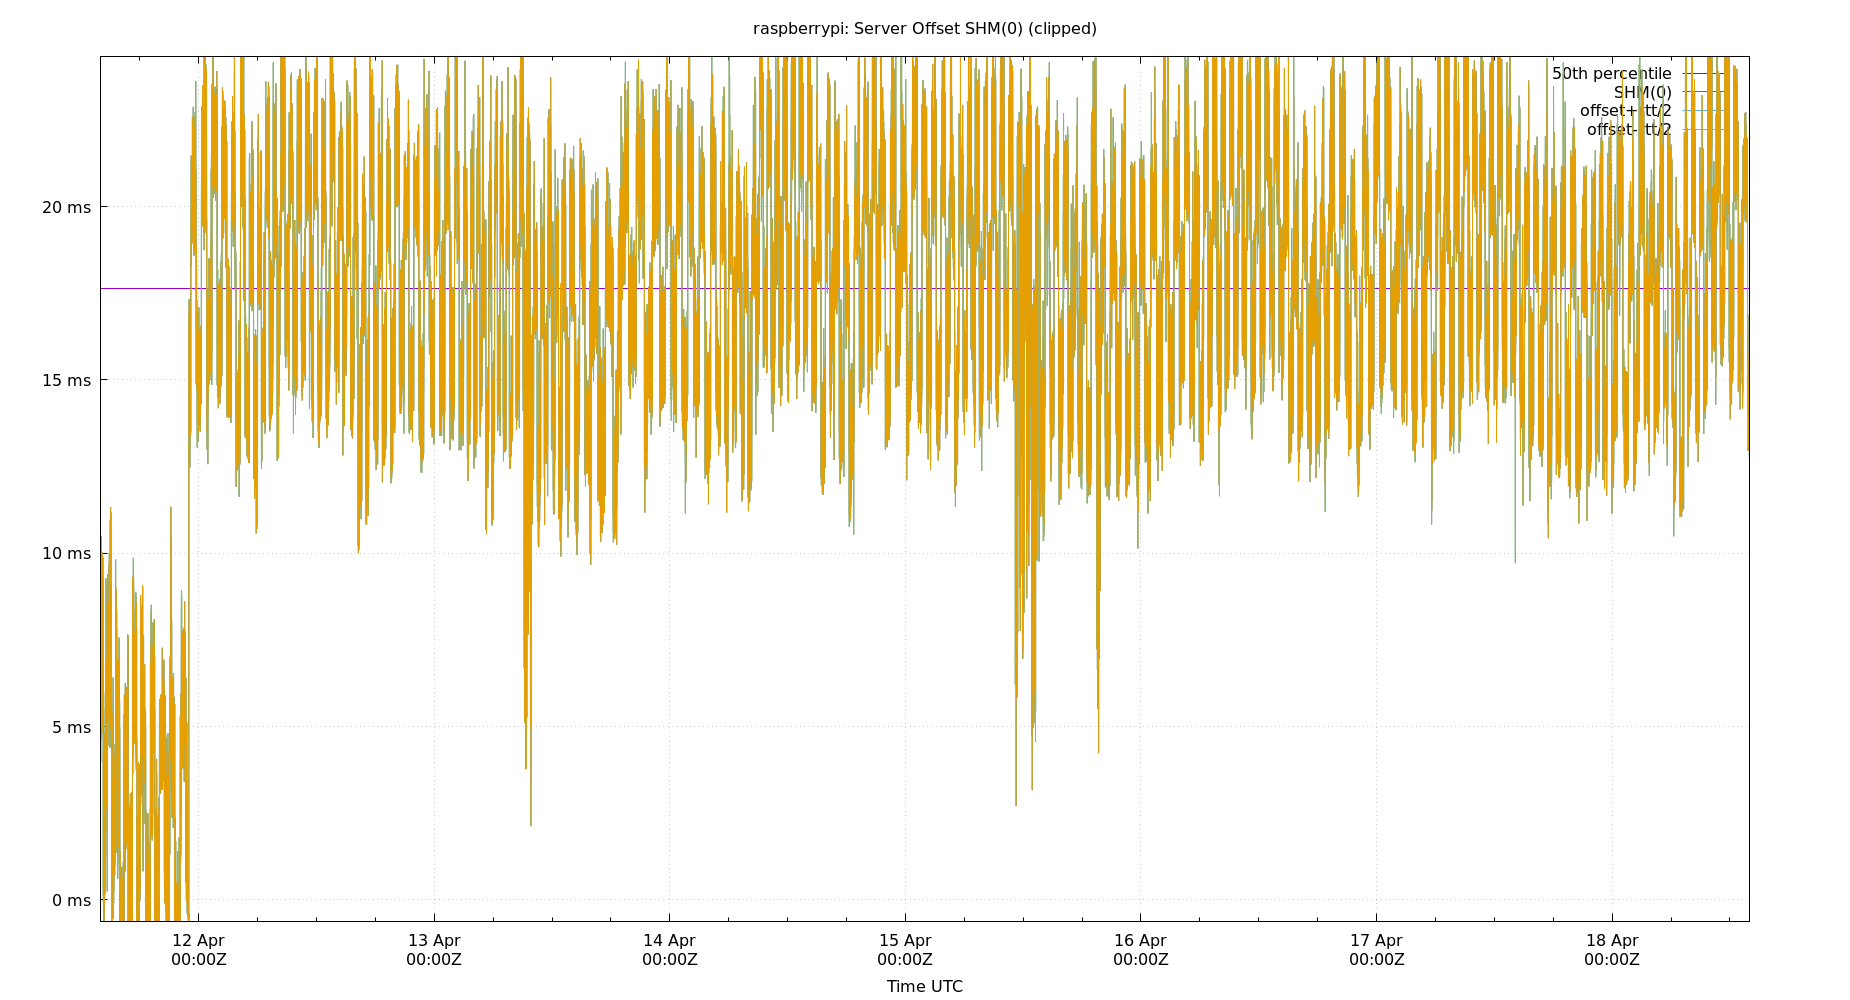 raspberrypi: Server Offset SHM(0) (clipped)
50th percentile
SHM(0)
offset+rtt/2
offset-rtt/2
20 ms
15 ms
10 ms
5 ms
0 ms
12 Apr 13 Apr 14 Apr 15 Apr 16 Apr 17 Apr 18 Apr
00:00Z 00:00Z 00:00Z 00:00Z 00:00Z 00:00Z 00:00Z
Time UTC